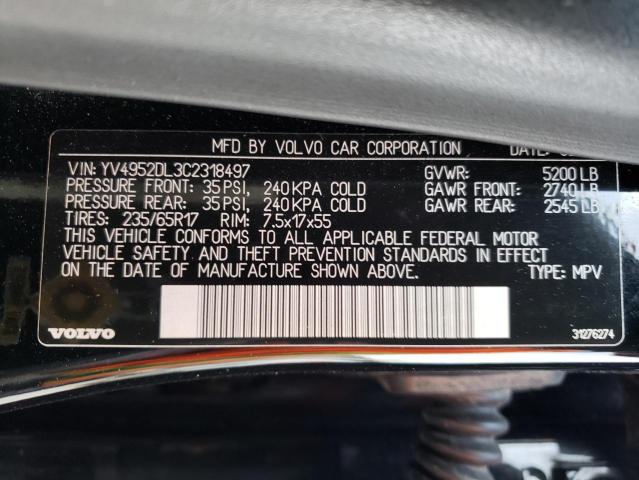 MFD BY VOLVO CAR CORPORATION DATE:
VIN: YV4952DL3C2318497 GVWR: 5200 LB
PRESSURE FRONT: 35 PSI, 240 KPA COLD GAWR FRONT: 2740 LB
PRESSURE REAR: 35 PSI, 240 KPA COLD GAWR REAR: 2545 LB
TIRES: 235/65R17 RIM: 7.5x17x55
THIS VEHICLE CONFORMS TO ALL APPLICABLE FEDERAL MOTOR
VEHICLE SAFETY AND THEFT PREVENTION STANDARDS IN EFFECT
ON THE DATE OF MANUFACTURE SHOWN ABOVE. TYPE: MPV
VOLVO 31276274